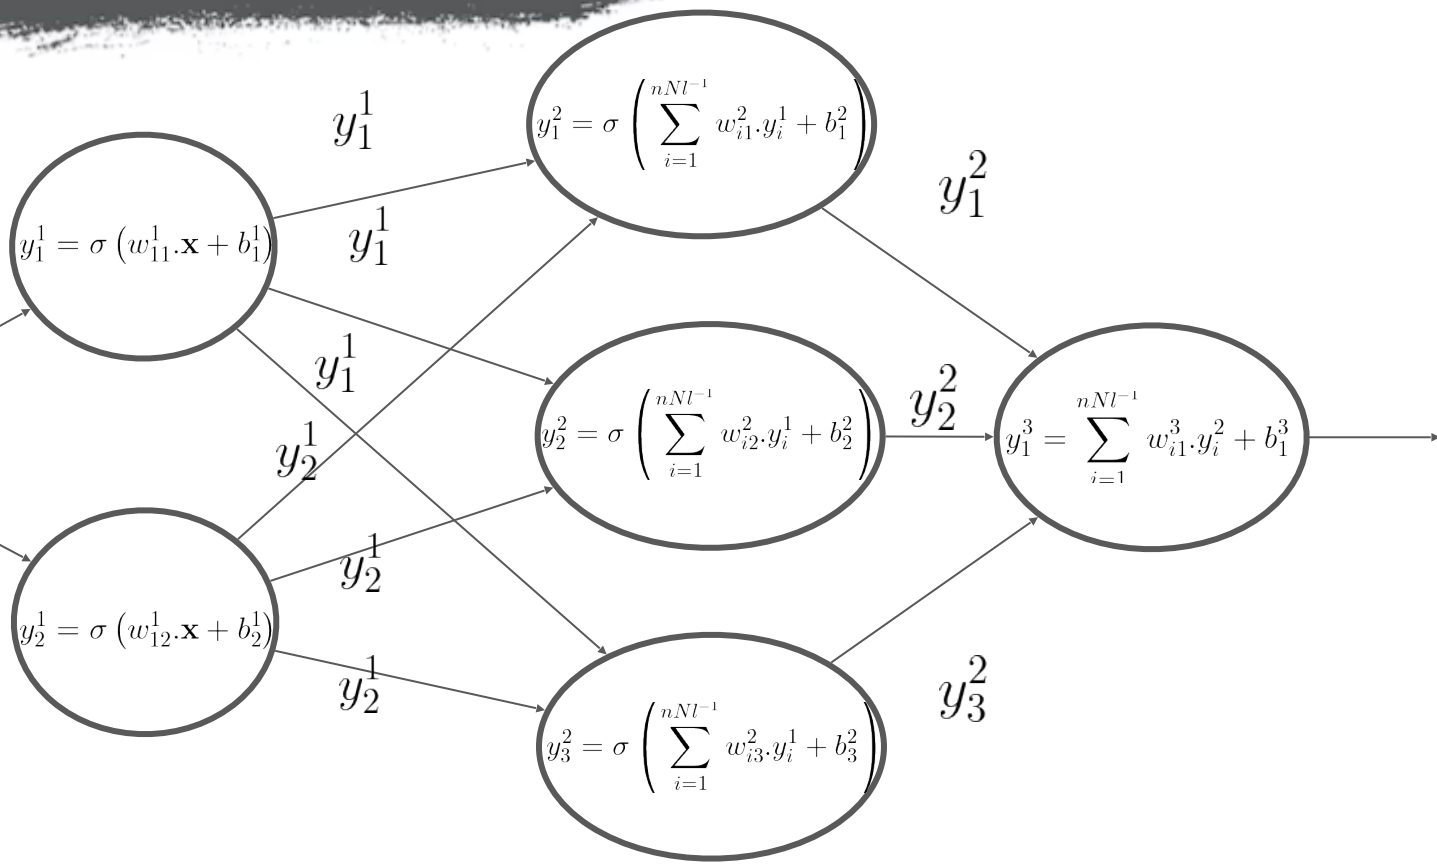 y_1^1
y_1^1 = σ (w_{11}^1.x + b_1^1)
y_1^1
y_1^1
y_2^1
y_2^1 = σ (w_{12}^1.x + b_2^1)
y_2^1
y_2^1
y_1^2 = σ ( ∑_{i=1}^{nNl^{-1}} w_{i1}^2.y_i^1 + b_1^2 )
y_2^2 = σ ( ∑_{i=1}^{nNl^{-1}} w_{i2}^2.y_i^1 + b_2^2 )
y_3^2 = σ ( ∑_{i=1}^{nNl^{-1}} w_{i3}^2.y_i^1 + b_3^2 )
y_1^2
y_2^2
y_3^2
y_1^3 = ∑_{i=1}^{nNl^{-1}} w_{i1}^3.y_i^2 + b_1^3